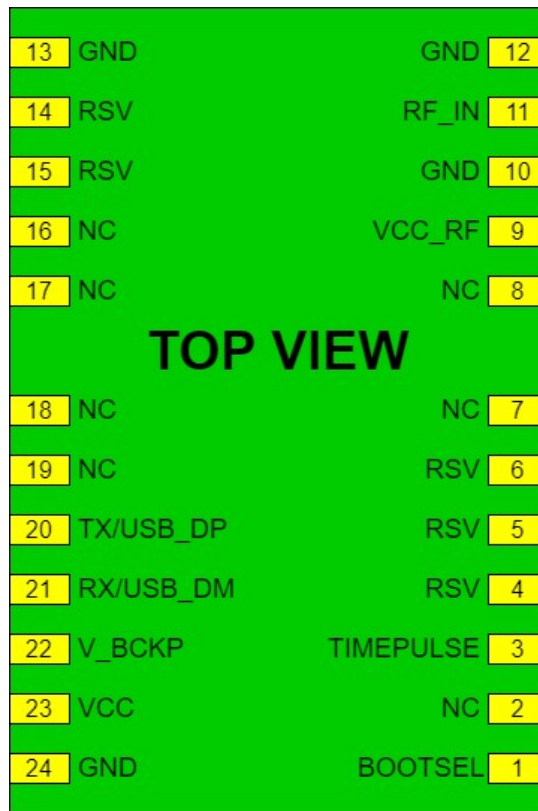 13 GND GND 12
14 RSV RF_IN 11
15 RSV GND 10
16 NC VCC_RF 9
17 NC NC 8
TOP VIEW
18 NC NC 7
19 NC RSV 6
20 TX/USB_DP RSV 5
21 RX/USB_DM RSV 4
22 V_BCKP TIMEPULSE 3
23 VCC NC 2
24 GND BOOTSEL 1